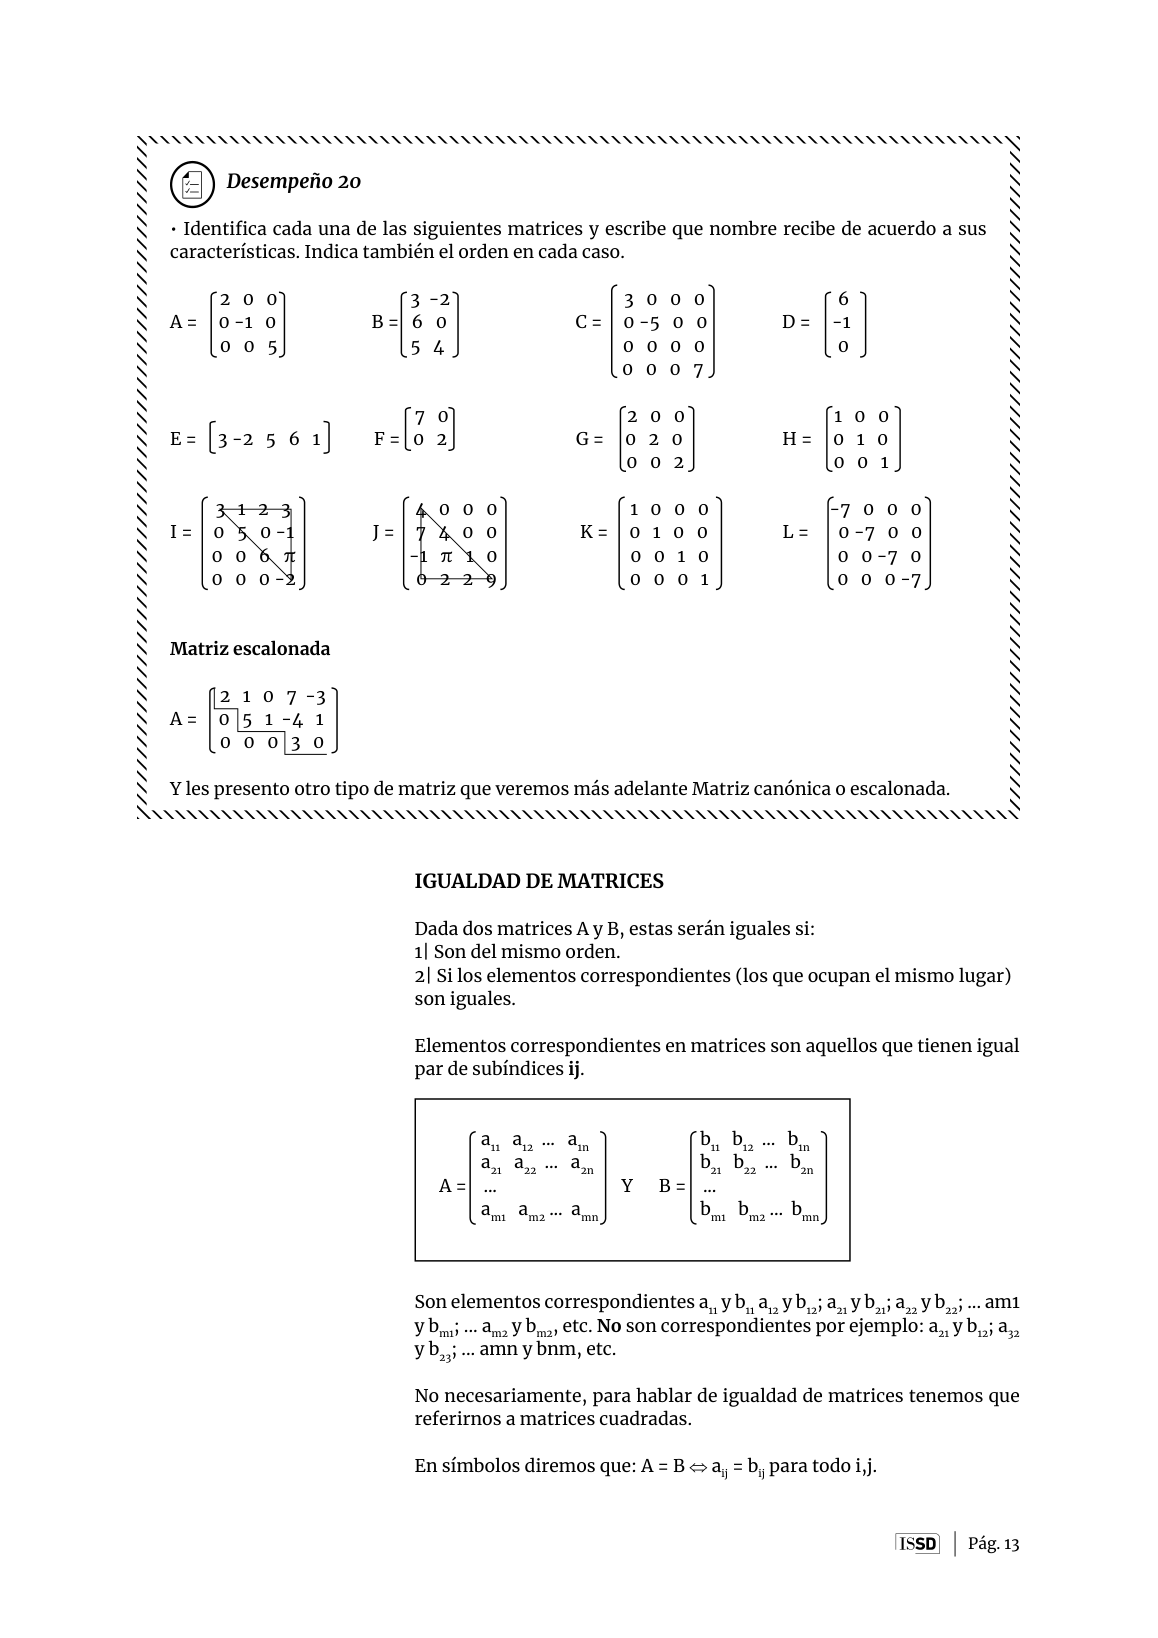 Desempeño 20
• Identifica cada una de las siguientes matrices y escribe que nombre recibe de acuerdo a sus
características. Indica también el orden en cada caso.
A = 2 0 0
0 -1 0
0 0 5
B = 3 -2
6 0
5 4
C = 3 0 0 0
0 -5 0 0
0 0 0 0
0 0 0 7
D = 6
-1
0
E = 3 -2 5 6 1
F = 7 0
0 2
G = 2 0 0
0 2 0
0 0 2
H = 1 0 0
0 1 0
0 0 1
I = 3 1 2 3
0 5 0 -1
0 0 6 π
0 0 0 -2
J = 4 0 0 0
7 4 0 0
-1 π 1 0
0 2 2 9
K = 1 0 0 0
0 1 0 0
0 0 1 0
0 0 0 1
L = -7 0 0 0
0 -7 0 0
0 0 -7 0
0 0 0 -7
Matriz escalonada
A = 2 1 0 7 -3
0 5 1 -4 1
0 0 0 3 0
Y les presento otro tipo de matriz que veremos más adelante Matriz canónica o escalonada.
IGUALDAD DE MATRICES
Dada dos matrices A y B, estas serán iguales si:
1| Son del mismo orden.
2| Si los elementos correspondientes (los que ocupan el mismo lugar)
son iguales.
Elementos correspondientes en matrices son aquellos que tienen igual
par de subíndices ij.
A = a11 a12 ... a1n
a21 a22 ... a2n
...
am1 am2 ... amn
Y
B = b11 b12 ... b1n
b21 b22 ... b2n
...
bm1 bm2 ... bmn
Son elementos correspondientes a11 y b11 a12 y b12; a21 y b21; a22 y b22; ... am1
y bm1; ... am2 y bm2, etc. No son correspondientes por ejemplo: a21 y b12; a32
y b23; ... amn y bnm, etc.
No necesariamente, para hablar de igualdad de matrices tenemos que
referirnos a matrices cuadradas.
En símbolos diremos que: A = B ⇔ aij = bij para todo i,j.
ISSD | Pág. 13